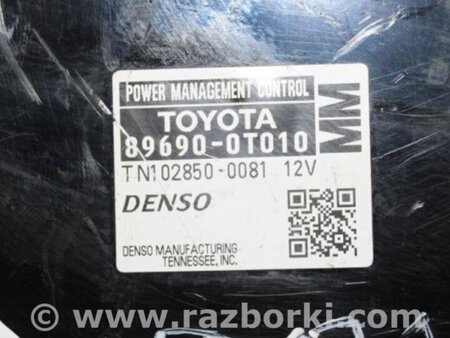 POWER MANAGEMENT CONTROL
TOYOTA
89690-0T010
MM
TN102850-0081 12V
DENSO
DENSO MANUFACTURING
TENNESSEE, INC.
© www.razborki.com